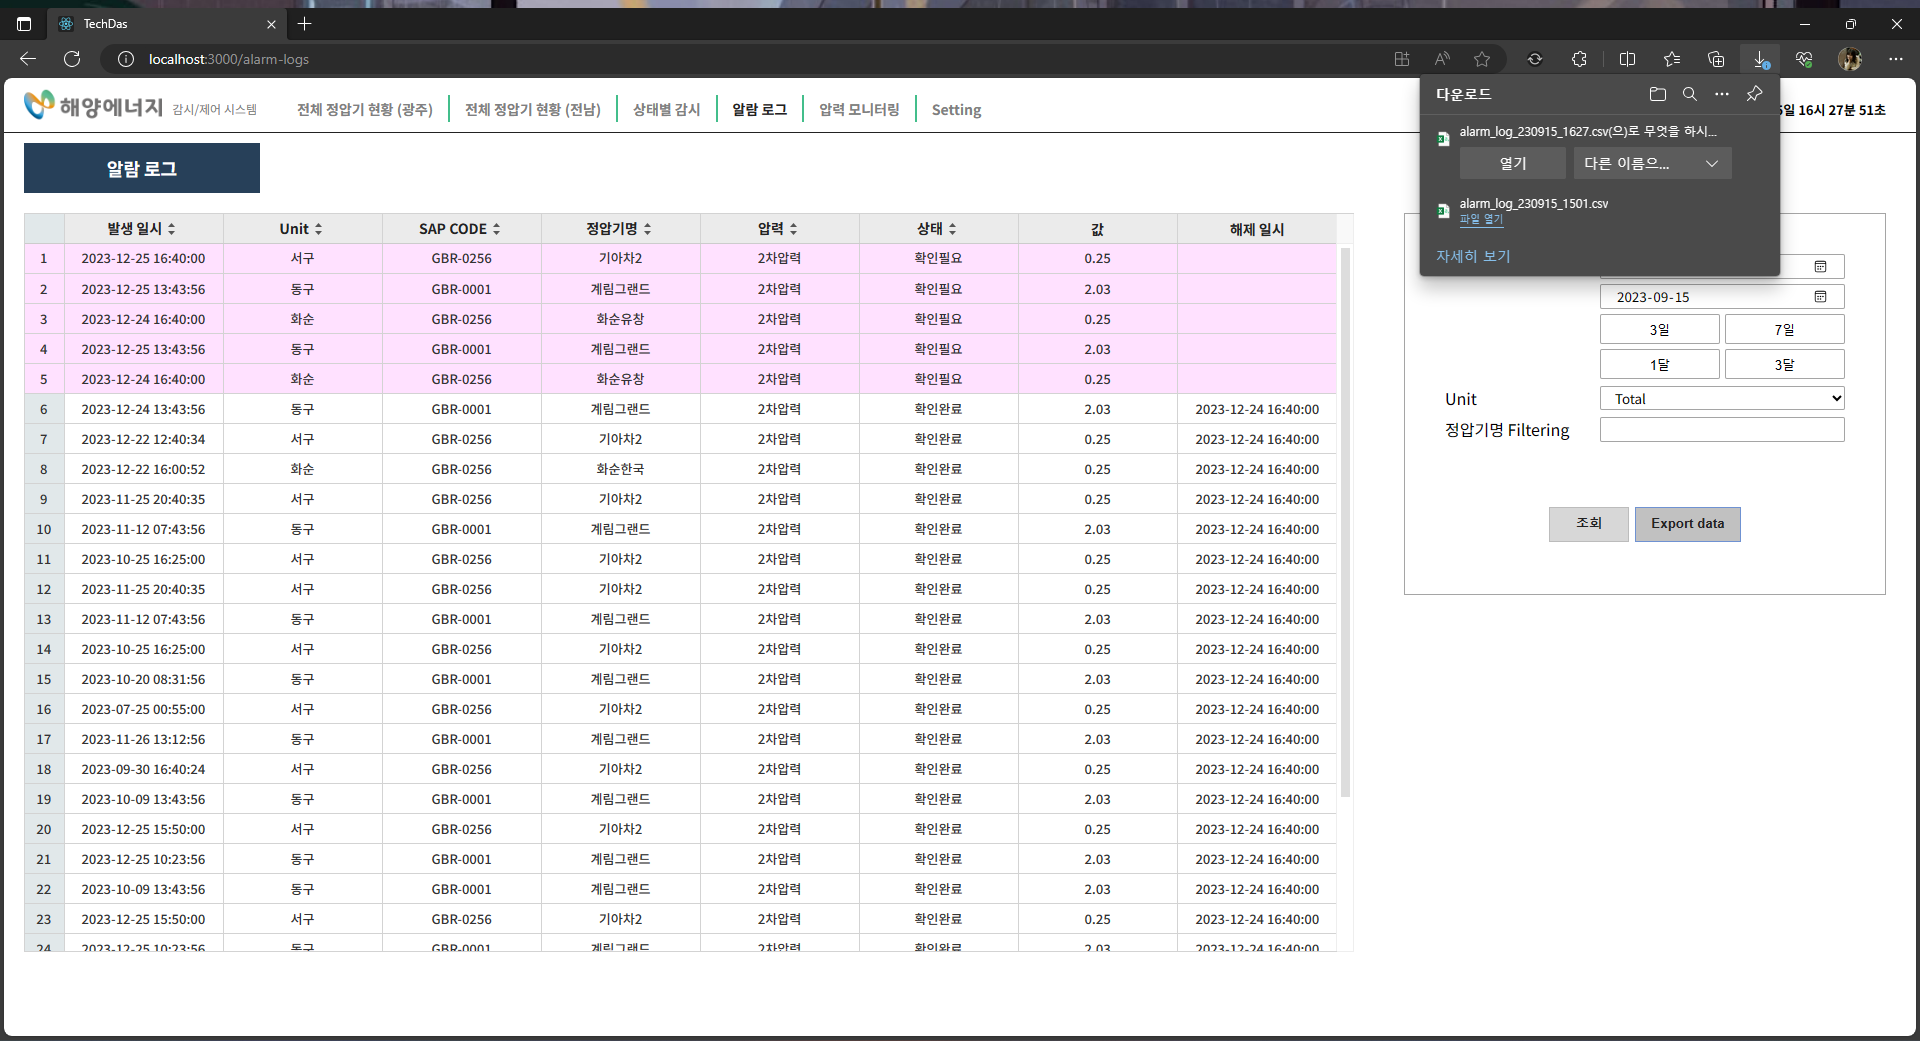 TechDas
localhost:3000/alarm-logs
해양에너지 감시/제어 시스템
전체 정압기 현황 (광주)
전체 정압기 현황 (전남)
상태별 감시
알람 로그
압력 모니터링
Setting
일 16시 27분 51초
다운로드
alarm_log_230915_1627.csv(으)로 무엇을 하시...
열기
다른 이름으...
alarm_log_230915_1501.csv
파일 열기
자세히 보기
알람 로그
발생 일시 Unit SAP CODE 정압기명 압력 상태 값 해제 일시
1 2023-12-25 16:40:00 서구 GBR-0256 기아차2 2차압력 확인필요 0.25
2 2023-12-25 13:43:56 동구 GBR-0001 계림그랜드 2차압력 확인필요 2.03
3 2023-12-24 16:40:00 화순 GBR-0256 화순유창 2차압력 확인필요 0.25
4 2023-12-25 13:43:56 동구 GBR-0001 계림그랜드 2차압력 확인필요 2.03
5 2023-12-24 16:40:00 화순 GBR-0256 화순유창 2차압력 확인필요 0.25
6 2023-12-24 13:43:56 동구 GBR-0001 계림그랜드 2차압력 확인완료 2.03 2023-12-24 16:40:00
7 2023-12-22 12:40:34 서구 GBR-0256 기아차2 2차압력 확인완료 0.25 2023-12-24 16:40:00
8 2023-12-22 16:00:52 화순 GBR-0256 화순한국 2차압력 확인완료 0.25 2023-12-24 16:40:00
9 2023-11-25 20:40:35 서구 GBR-0256 기아차2 2차압력 확인완료 0.25 2023-12-24 16:40:00
10 2023-11-12 07:43:56 동구 GBR-0001 계림그랜드 2차압력 확인완료 2.03 2023-12-24 16:40:00
11 2023-10-25 16:25:00 서구 GBR-0256 기아차2 2차압력 확인완료 0.25 2023-12-24 16:40:00
12 2023-11-25 20:40:35 서구 GBR-0256 기아차2 2차압력 확인완료 0.25 2023-12-24 16:40:00
13 2023-11-12 07:43:56 동구 GBR-0001 계림그랜드 2차압력 확인완료 2.03 2023-12-24 16:40:00
14 2023-10-25 16:25:00 서구 GBR-0256 기아차2 2차압력 확인완료 0.25 2023-12-24 16:40:00
15 2023-10-20 08:31:56 동구 GBR-0001 계림그랜드 2차압력 확인완료 2.03 2023-12-24 16:40:00
16 2023-07-25 00:55:00 서구 GBR-0256 기아차2 2차압력 확인완료 0.25 2023-12-24 16:40:00
17 2023-11-26 13:12:56 동구 GBR-0001 계림그랜드 2차압력 확인완료 2.03 2023-12-24 16:40:00
18 2023-09-30 16:40:24 서구 GBR-0256 기아차2 2차압력 확인완료 0.25 2023-12-24 16:40:00
19 2023-10-09 13:43:56 동구 GBR-0001 계림그랜드 2차압력 확인완료 2.03 2023-12-24 16:40:00
20 2023-12-25 15:50:00 서구 GBR-0256 기아차2 2차압력 확인완료 0.25 2023-12-24 16:40:00
21 2023-12-25 10:23:56 동구 GBR-0001 계림그랜드 2차압력 확인완료 2.03 2023-12-24 16:40:00
22 2023-10-09 13:43:56 동구 GBR-0001 계림그랜드 2차압력 확인완료 2.03 2023-12-24 16:40:00
23 2023-12-25 15:50:00 서구 GBR-0256 기아차2 2차압력 확인완료 0.25 2023-12-24 16:40:00
24 2023-12-25 10:23:56 동구 GBR-0001 계림그랜드 2차압력 확인완료 2.03 2023-12-24 16:40:00
2023-09-15
3일 7일
1달 3달
Unit Total
정압기명 Filtering
조회 Export data